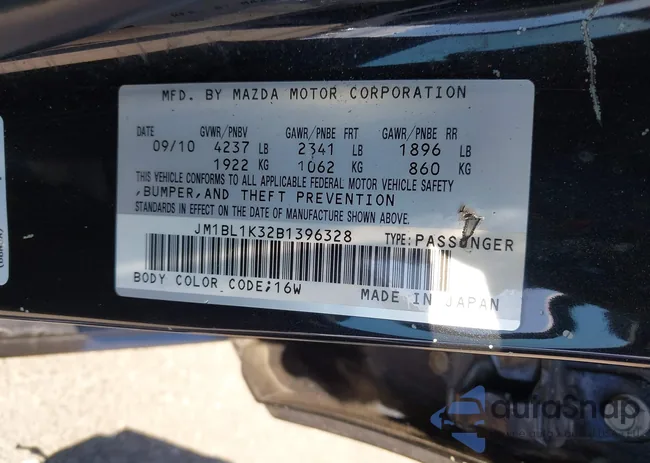 MFD. BY MAZDA MOTOR CORPORATION
DATE GVWR/PNBV GAWR/PNBE FRT GAWR/PNBE RR
09/10 4237 LB 2341 LB 1896 LB
1922 KG 1062 KG 860 KG
THIS VEHICLE CONFORMS TO ALL APPLICABLE FEDERAL MOTOR VEHICLE SAFETY
,BUMPER,AND THEFT PREVENTION
STANDARDS IN EFFECT ON THE DATE OF MANUFACTURE SHOWN ABOVE.
JM1BL1K32B1396328 TYPE:PASSENGER
BODY COLOR CODE;16W MADE IN JAPAN
autoSnap